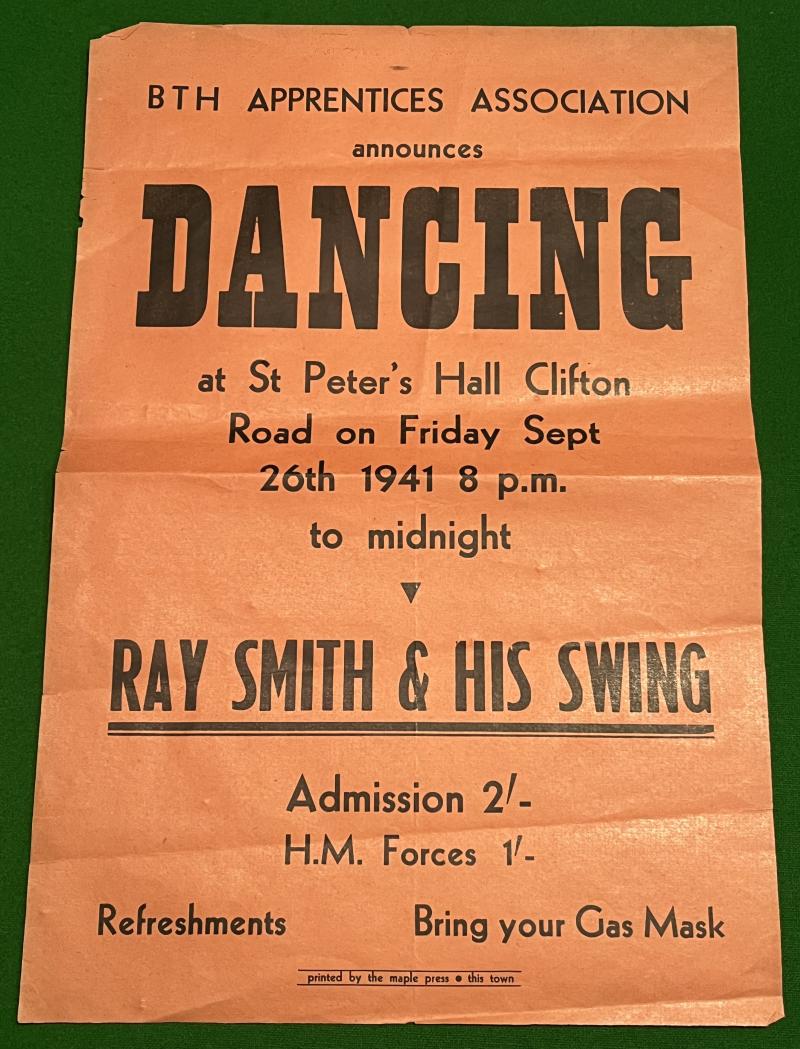 BTH APPRENTICES ASSOCIATION
announces
DANCING
at St Peter's Hall Clifton
Road on Friday Sept
26th 1941 8 p.m.
to midnight
RAY SMITH & HIS SWING
Admission 2/-
H.M. Forces 1/-
Refreshments Bring your Gas Mask
printed by the maple press • this town